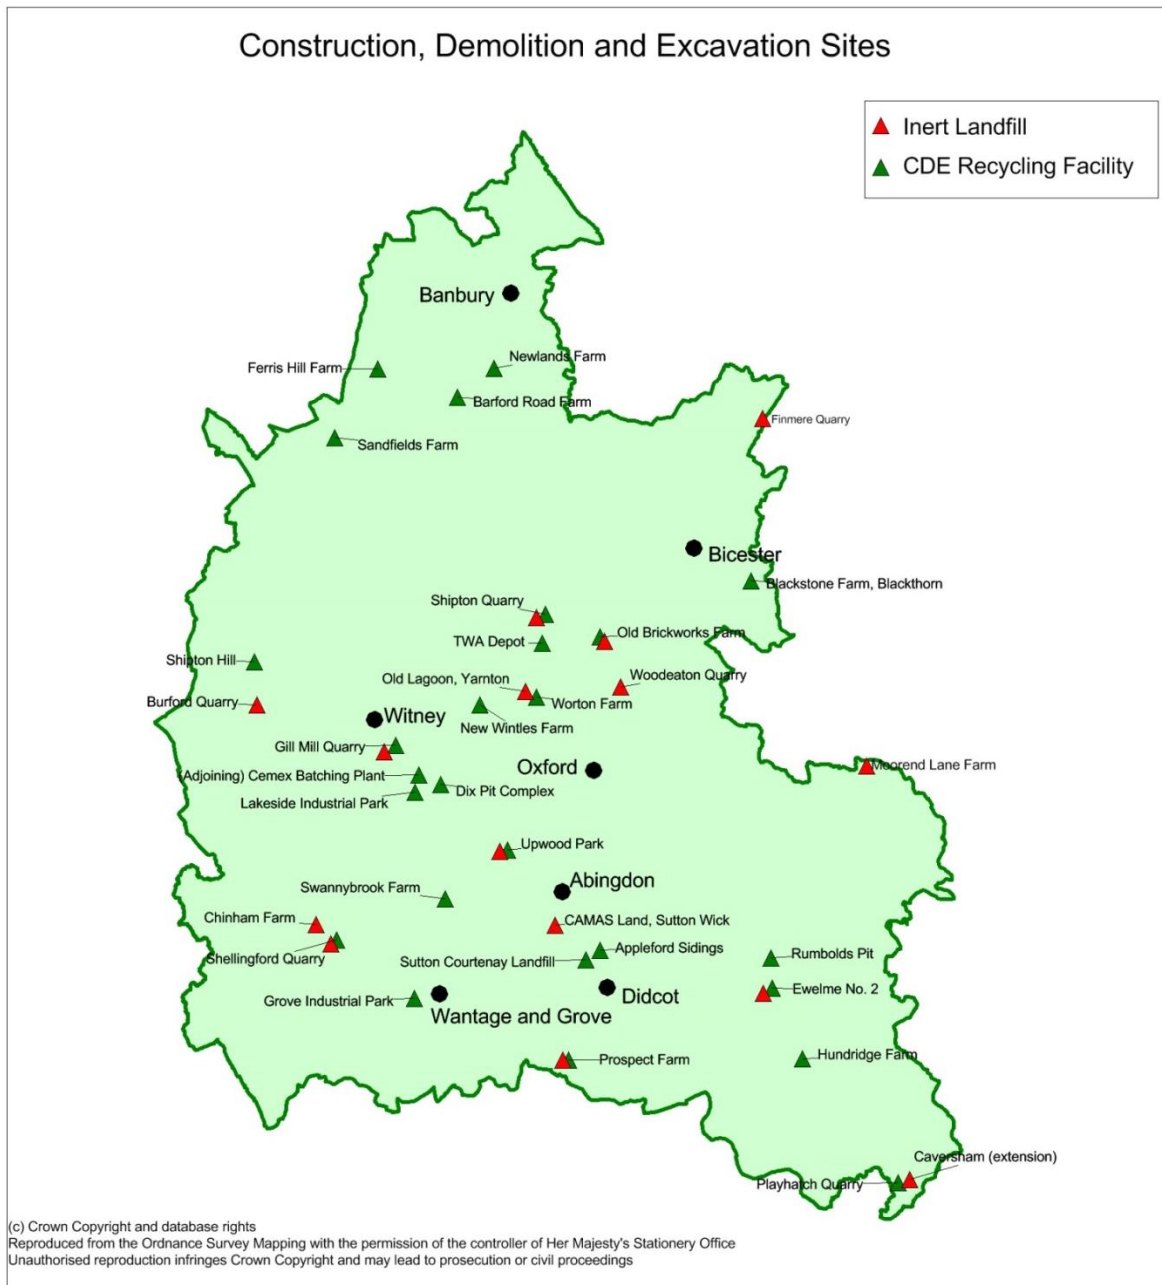 Construction, Demolition and Excavation Sites
Inert Landfill
CDE Recycling Facility
Banbury
Newlands Farm
Ferris Hill Farm
Barford Road Farm
Finmere Quarry
Sandfields Farm
Bicester
Blackstone Farm, Blackthorn
Shipton Quarry
Old Brickworks Farm
TWA Depot
Shipton Hill
Woodeaton Quarry
Old Lagoon, Yarnton
Burford Quarry
Worton Farm
Witney
New Wintles Farm
Gill Mill Quarry
Oxford
Moorend Lane Farm
(Adjoining) Cemex Batching Plant
Dix Pit Complex
Lakeside Industrial Park
Upwood Park
Abingdon
Swannybrook Farm
Chinham Farm
CAMAS Land, Sutton Wick
Appleford Sidings
Rumbolds Pit
Shellingford Quarry
Sutton Courtenay Landfill
Ewelme No. 2
Didcot
Grove Industrial Park
Wantage and Grove
Hundridge Farm
Prospect Farm
Caversham (extension)
Playhatch Quarry
(c) Crown Copyright and database rights
Reproduced from the Ordnance Survey Mapping with the permission of the controller of Her Majesty's Stationery Office
Unauthorised reproduction infringes Crown Copyright and may lead to prosecution or civil proceedings